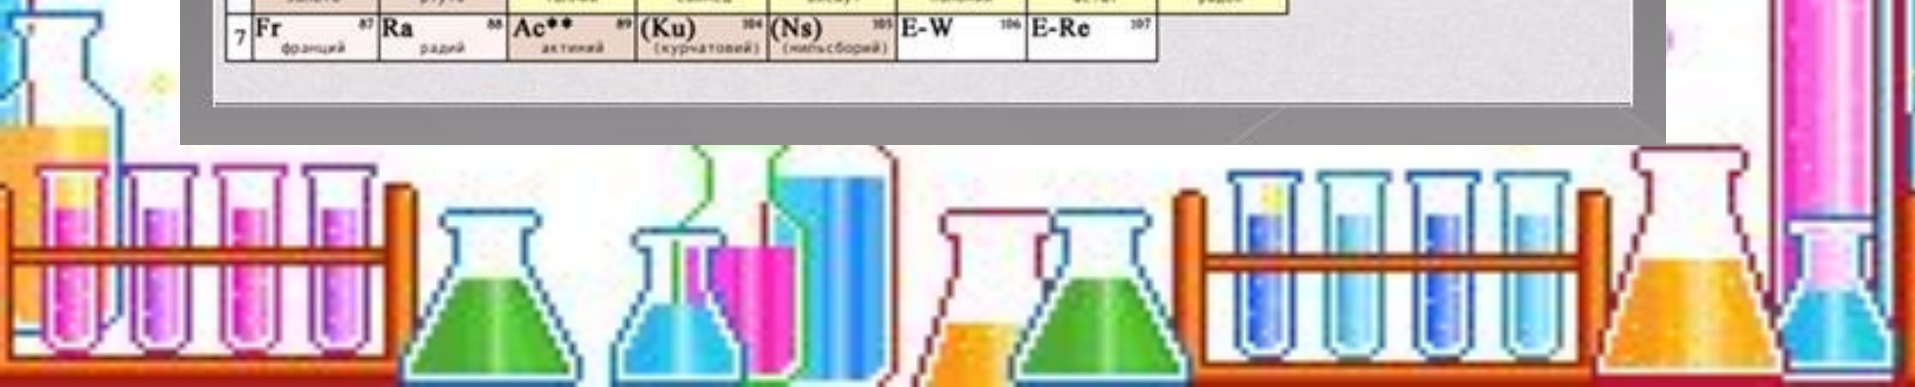 7 Fr 87 Ra 88 Ac** 89 (Ku) 104 (Ns) 105 E-W 106 E-Re 107
франций радий актиний (курчатовий) (нильсборий)